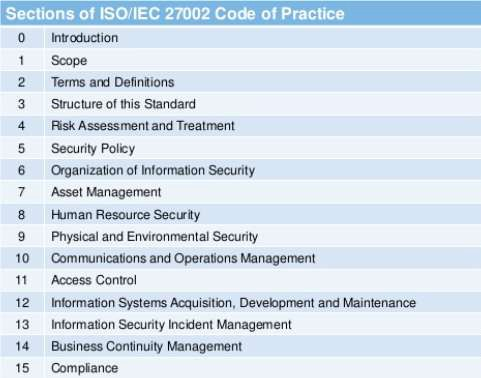 Sections of ISO/IEC 27002 Code of Practice
0 Introduction
1 Scope
2 Terms and Definitions
3 Structure of this Standard
4 Risk Assessment and Treatment
5 Security Policy
6 Organization of Information Security
7 Asset Management
8 Human Resource Security
9 Physical and Environmental Security
10 Communications and Operations Management
11 Access Control
12 Information Systems Acquisition, Development and Maintenance
13 Information Security Incident Management
14 Business Continuity Management
15 Compliance